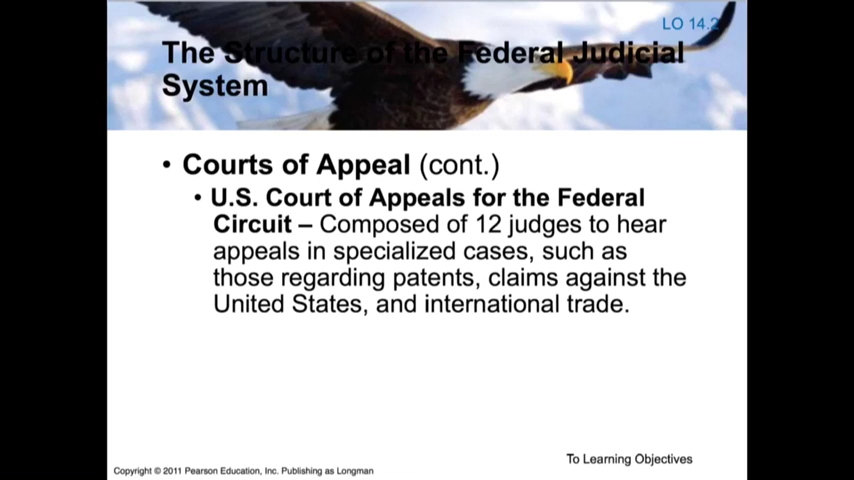 LO 14.2
The Structure of the Federal Judicial
System
• Courts of Appeal (cont.)
• U.S. Court of Appeals for the Federal
Circuit – Composed of 12 judges to hear
appeals in specialized cases, such as
those regarding patents, claims against the
United States, and international trade.
To Learning Objectives
Copyright © 2011 Pearson Education, Inc. Publishing as Longman